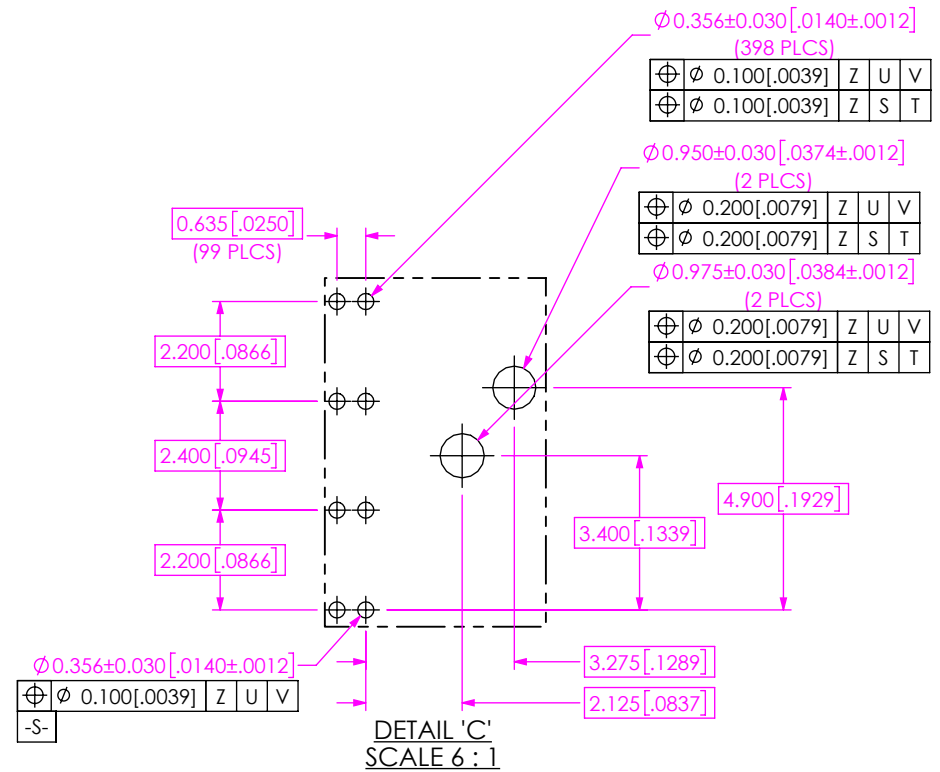 Ø0.356±0.030[.0140±.0012]
(398 PLCS)
⌖ Ø 0.100[.0039] Z U V
⌖ Ø 0.100[.0039] Z S T
Ø0.950±0.030[.0374±.0012]
(2 PLCS)
⌖ Ø 0.200[.0079] Z U V
⌖ Ø 0.200[.0079] Z S T
0.635[.0250]
(99 PLCS)
Ø0.975±0.030[.0384±.0012]
(2 PLCS)
⌖ Ø 0.200[.0079] Z U V
⌖ Ø 0.200[.0079] Z S T
2.200[.0866]
2.400[.0945]
4.900[.1929]
3.400[.1339]
2.200[.0866]
Ø0.356±0.030[.0140±.0012]
⌖ Ø 0.100[.0039] Z U V
-S-
3.275[.1289]
2.125[.0837]
DETAIL 'C'
SCALE 6 : 1